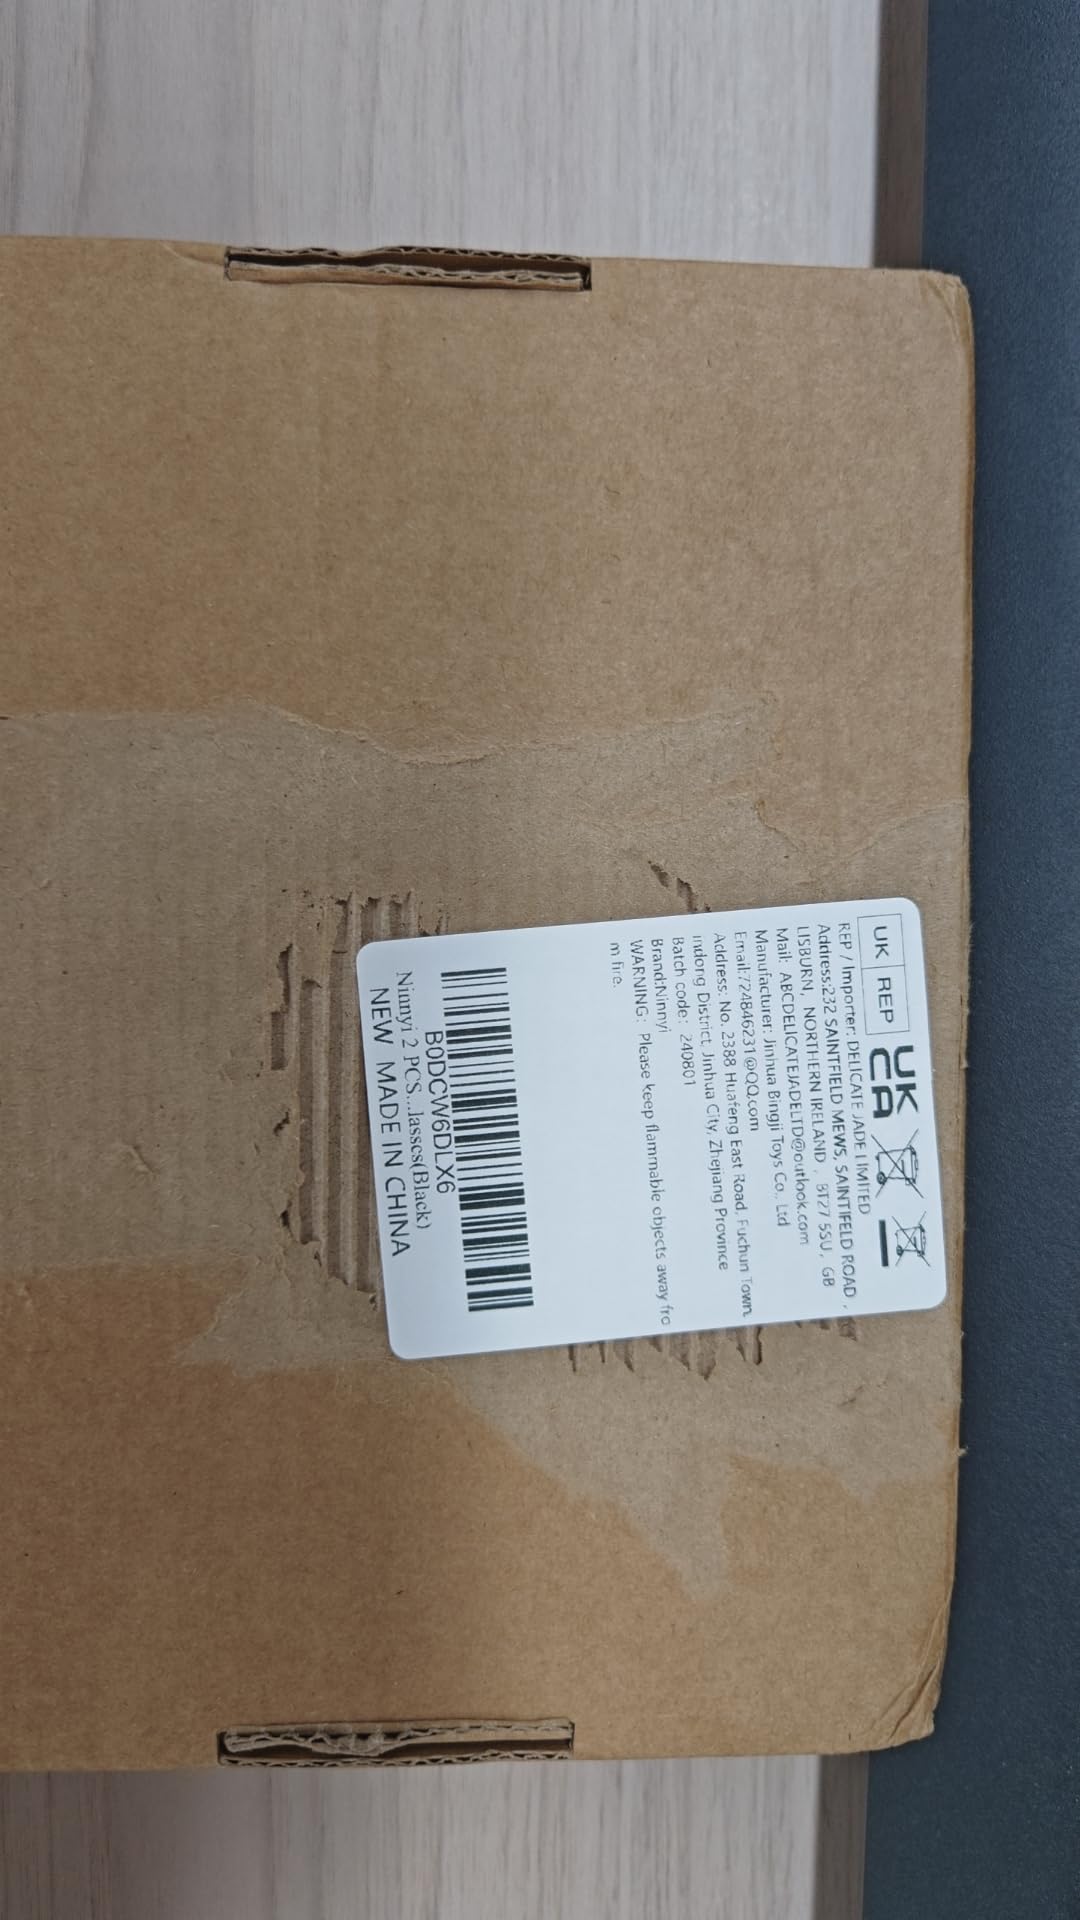 UK REP UK CA
REP / Importer: DELICATE JADE LIMITED
Address:232 SAINTFIELD MEWS, SAINTIFELD ROAD ,
LISBURN, NORTHERN IRELAND , BT27 5SU , GB
Mail: ABCDELICATEJADELTD@outlook.com
Manufacturer: Jinhua Bingji Toys Co., Ltd
Email:724846231@QQ.com
Address: No. 2388 Huafeng East Road, Fuchun Town
indong District, Jinhua City, Zhejiang Province
Batch code: 240801
Brand:Ninnyi
WARNING: Please keep flammable objects away fro
m fire.
B0DCW6DLX6
Ninnyi 2 PCS...lasses(Black)
NEW MADE IN CHINA